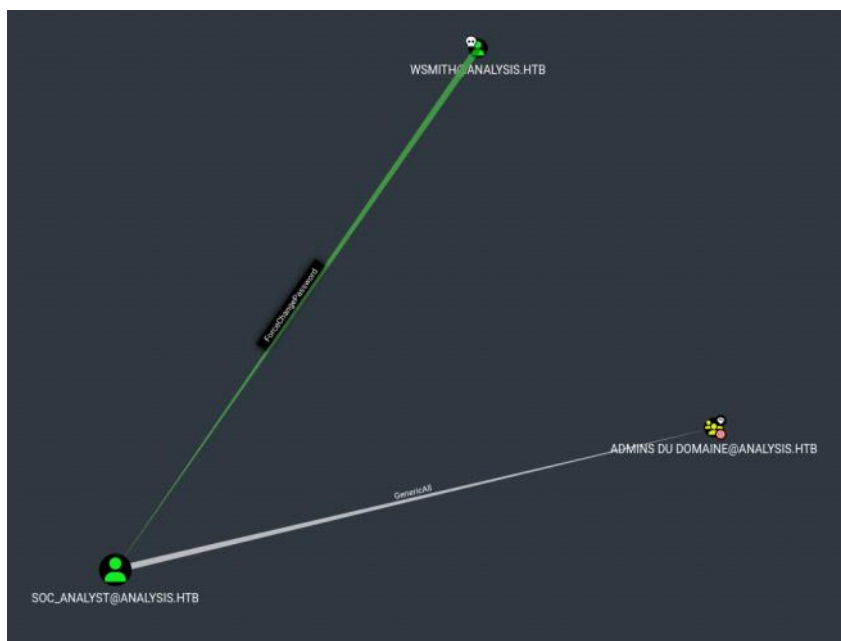 WSMITH@ANALYSIS.HTB
ForceChangePassword
ADMINS DU DOMAINE@ANALYSIS.HTB
GenericAll
SOC_ANALYST@ANALYSIS.HTB